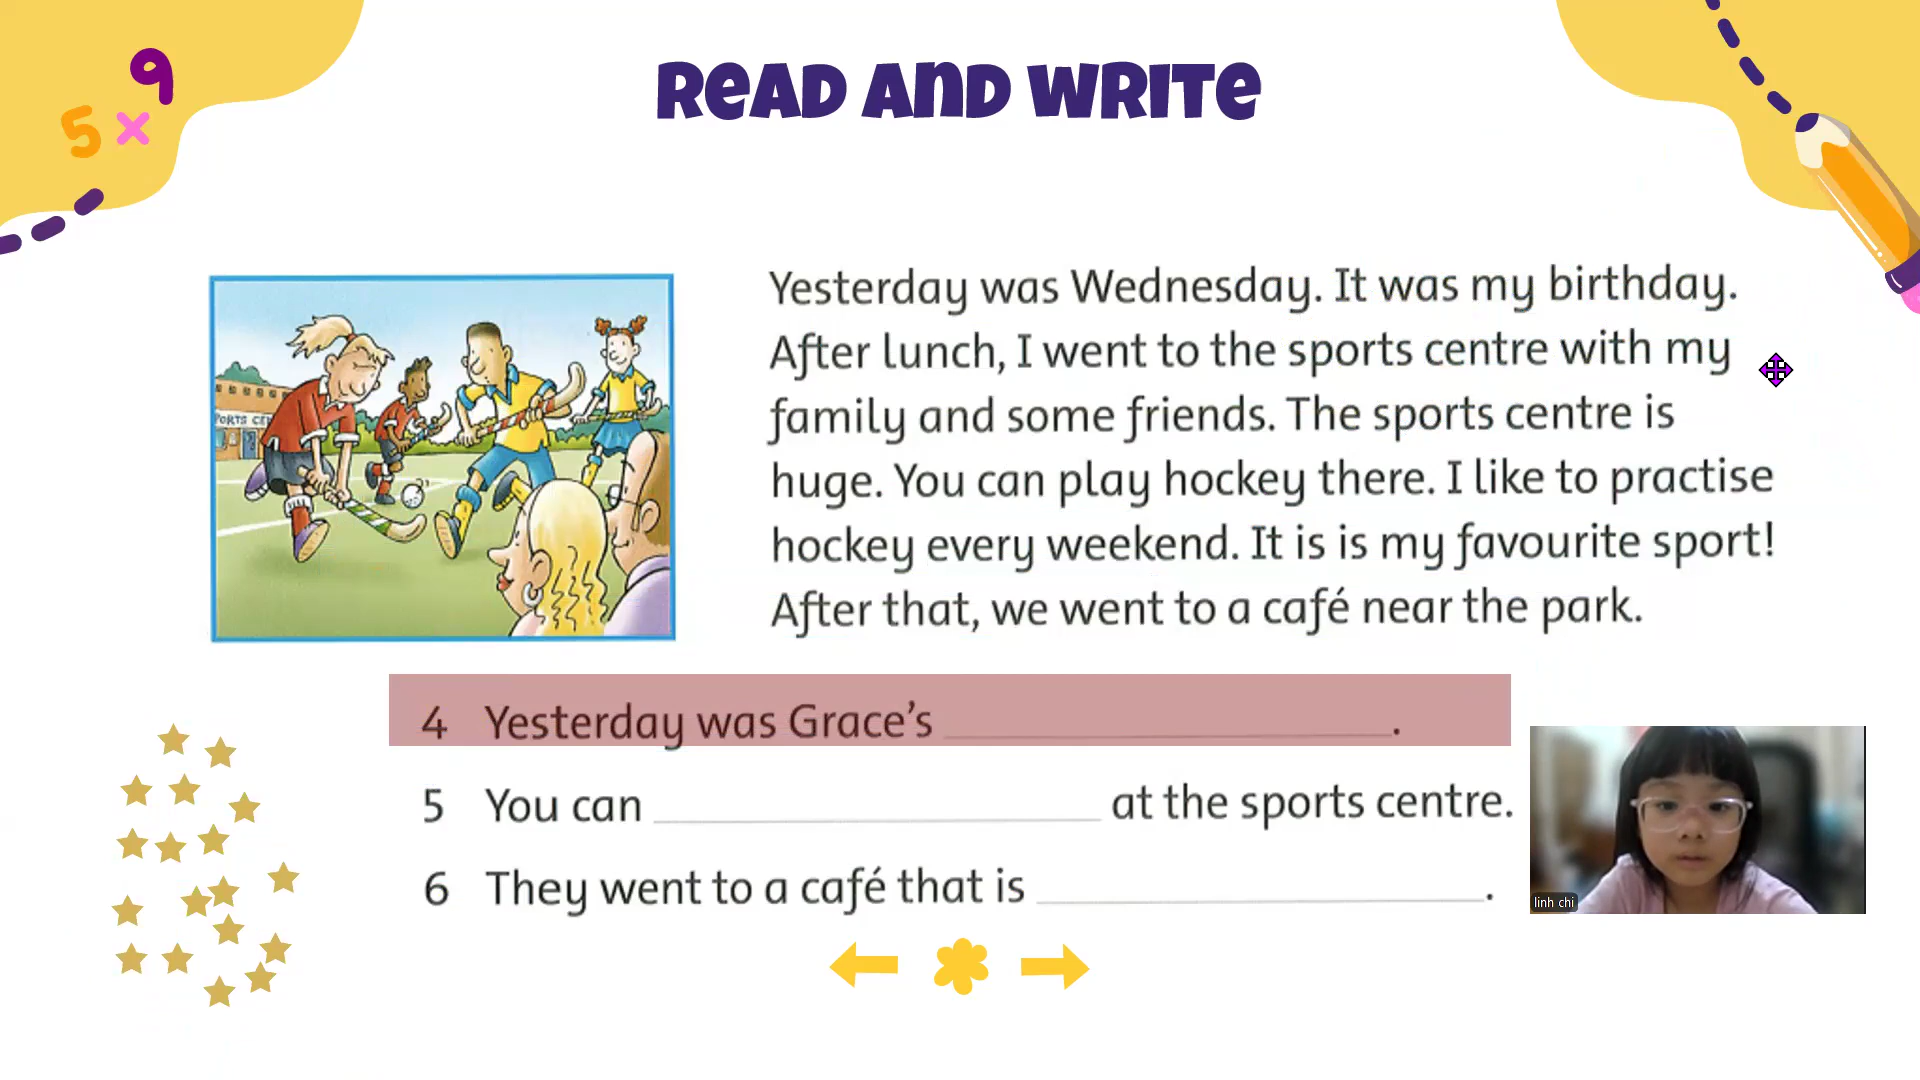 5 x 9
READ AND WRITE
Yesterday was Wednesday. It was my birthday.
After lunch, I went to the sports centre with my
family and some friends. The sports centre is
huge. You can play hockey there. I like to practise
hockey every weekend. It is is my favourite sport!
After that, we went to a café near the park.
PORTS CE
4 Yesterday was Grace's ______.
5 You can ______ at the sports centre.
6 They went to a café that is ______.
linh chi